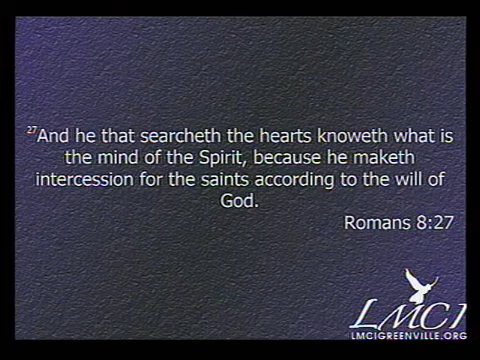 27And he that searcheth the hearts knoweth what is
the mind of the Spirit, because he maketh
intercession for the saints according to the will of
God.
Romans 8:27
LMCI
LMCIGREENVILLE.ORG